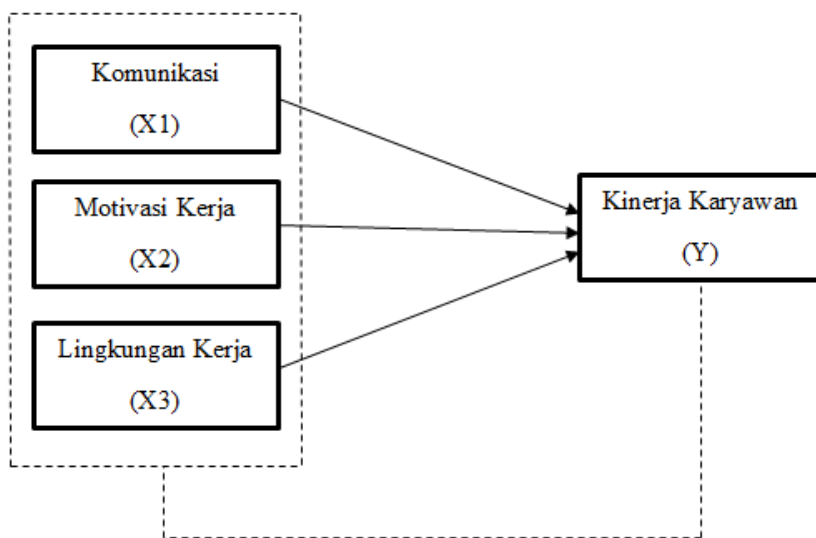 Komunikasi
(X1)
Motivasi Kerja
(X2)
Lingkungan Kerja
(X3)
Kinerja Karyawan
(Y)